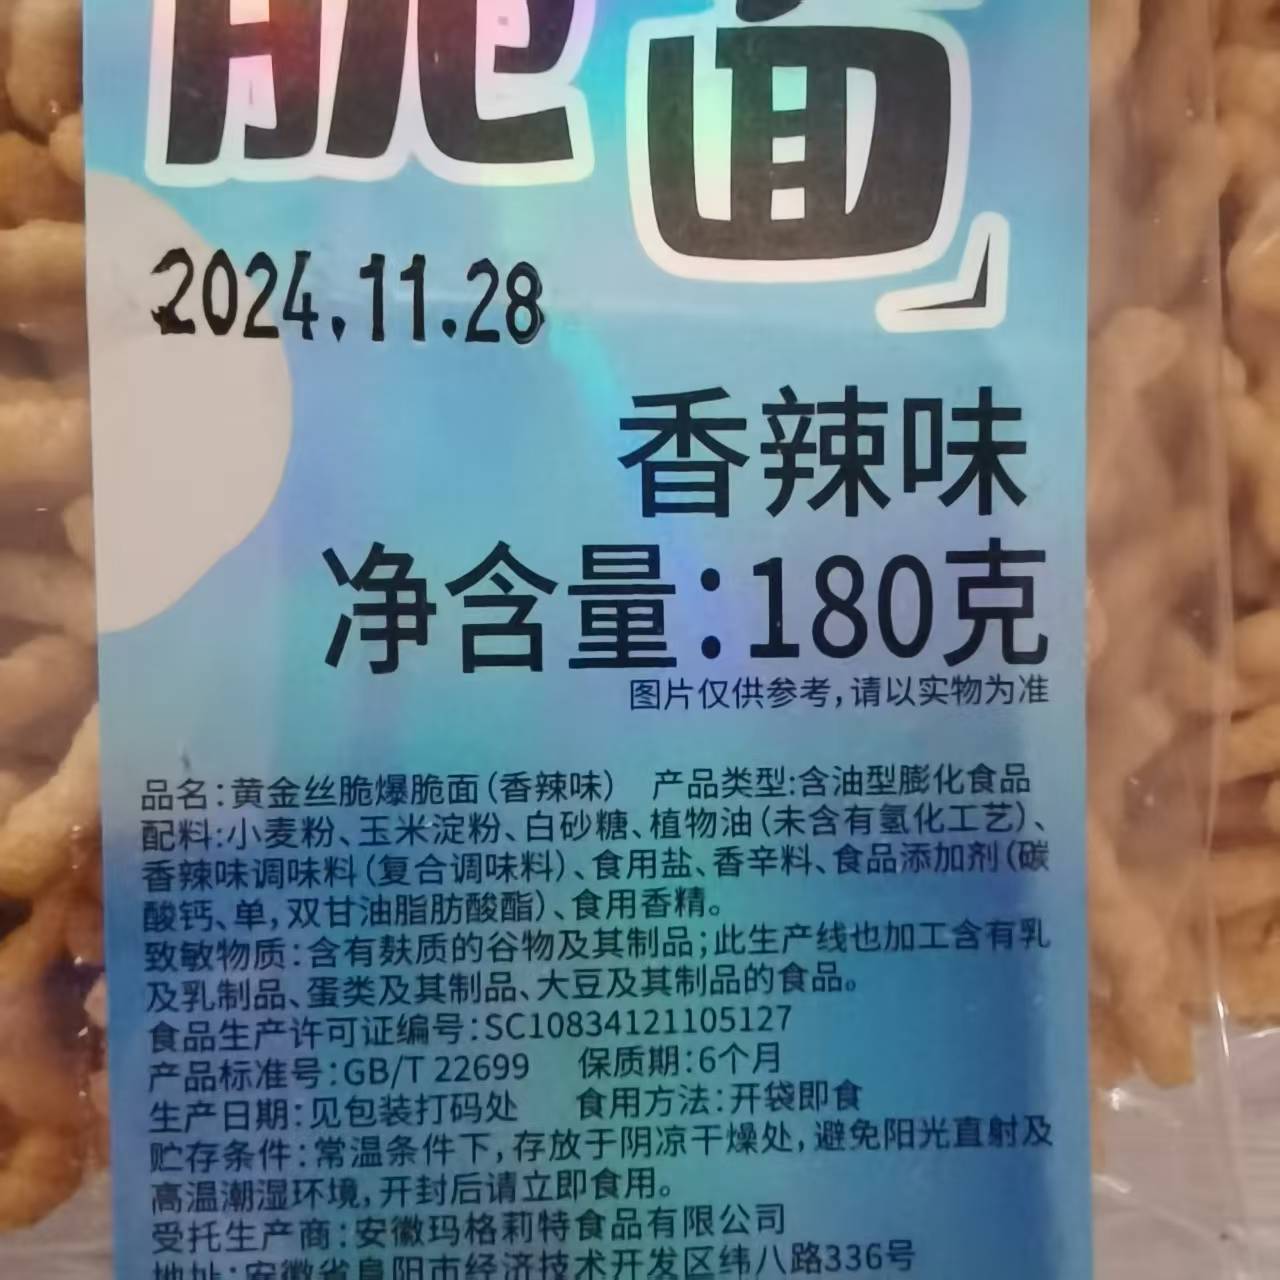 脆面」
2024.11.28
香辣味
净含量:180克
图片仅供参考,请以实物为准
品名:黄金丝脆爆脆面(香辣味) 产品类型:含油型膨化食品
配料:小麦粉、玉米淀粉、白砂糖、植物油(未含有氢化工艺)、
香辣味调味料(复合调味料)、食用盐、香辛料、食品添加剂(碳
酸钙、单,双甘油脂肪酸酯)、食用香精。
致敏物质:含有麸质的谷物及其制品;此生产线也加工含有乳
及乳制品、蛋类及其制品、大豆及其制品的食品。
食品生产许可证编号:SC10834121105127
产品标准号:GB/T 22699 保质期:6个月
生产日期:见包装打码处 食用方法:开袋即食
贮存条件:常温条件下,存放于阴凉干燥处,避免阳光直射及
高温潮湿环境,开封后请立即食用。
受托生产商:安徽玛格莉特食品有限公司
地址:安徽省阜阳市经济技术开发区纬八路336号